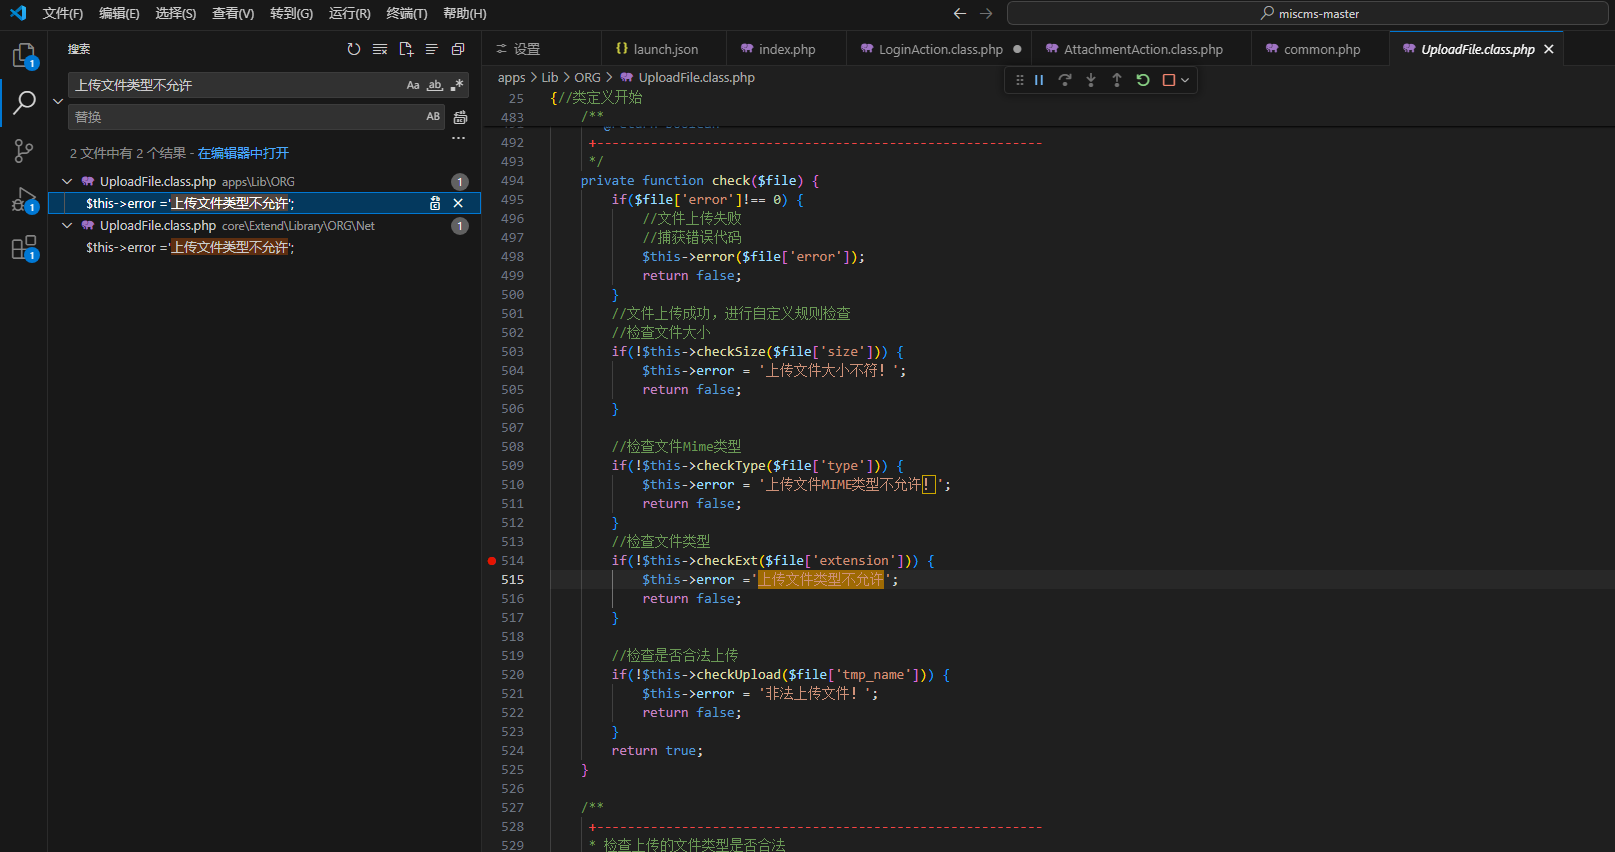 文件(F) 编辑(E) 选择(S) 查看(V) 转到(G) 运行(R) 终端(T) 帮助(H)
miscms-master
搜索
上传文件类型不允许
Aa ab .*
替换
AB
...
2 文件中有 2 个结果 - 在编辑器中打开
UploadFile.class.php apps\Lib\ORG 1
$this->error ='上传文件类型不允许';
UploadFile.class.php core\Extend\Library\ORG\Net 1
$this->error ='上传文件类型不允许';
1
1
1
设置 launch.json index.php LoginAction.class.php AttachmentAction.class.php common.php UploadFile.class.php
apps > Lib > ORG > UploadFile.class.php
25 {//类定义开始
483 /**
492 +----------------------------------------------------------
493 */
494 private function check($file) {
495 if($file['error']!== 0) {
496 //文件上传失败
497 //捕获错误代码
498 $this->error($file['error']);
499 return false;
500 }
501 //文件上传成功，进行自定义规则检查
502 //检查文件大小
503 if(!$this->checkSize($file['size'])) {
504 $this->error = '上传文件大小不符！';
505 return false;
506 }
507
508 //检查文件Mime类型
509 if(!$this->checkType($file['type'])) {
510 $this->error = '上传文件MIME类型不允许！';
511 return false;
512 }
513 //检查文件类型
514 if(!$this->checkExt($file['extension'])) {
515 $this->error ='上传文件类型不允许';
516 return false;
517 }
518
519 //检查是否合法上传
520 if(!$this->checkUpload($file['tmp_name'])) {
521 $this->error = '非法上传文件！';
522 return false;
523 }
524 return true;
525 }
526
527 /**
528 +----------------------------------------------------------
529 * 检查上传的文件类型是否合法